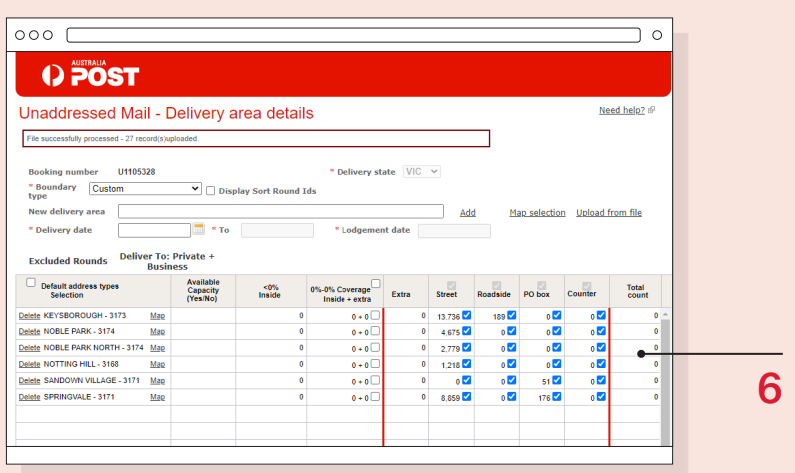 AUSTRALIA
POST
Unaddressed Mail - Delivery area details
Need help?
File successfully processed - 27 record(s)uploaded.
Booking number U1105328 * Delivery state VIC
* Boundary type Custom Display Sort Round Ids
New delivery area Add Map selection Upload from file
* Delivery date * To * Lodgement date
Excluded Rounds Deliver To: Private + Business
Default address types Selection Available Capacity (Yes/No) <0% Inside 0%-0% Coverage Inside + extra Extra Street Roadside PO box Counter Total count
Delete KEYSBOROUGH - 3173 Map 0 0 + 0 0 13,736 189 0 0 0
Delete NOBLE PARK - 3174 Map 0 0 + 0 0 4,675 0 0 0 0
Delete NOBLE PARK NORTH - 3174 Map 0 0 + 0 0 2,779 0 0 0 0
Delete NOTTING HILL - 3168 Map 0 0 + 0 0 1,218 0 0 0 0
Delete SANDOWN VILLAGE - 3171 Map 0 0 + 0 0 0 0 51 0 0
Delete SPRINGVALE - 3171 Map 0 0 + 0 0 8,859 0 176 0 0
6